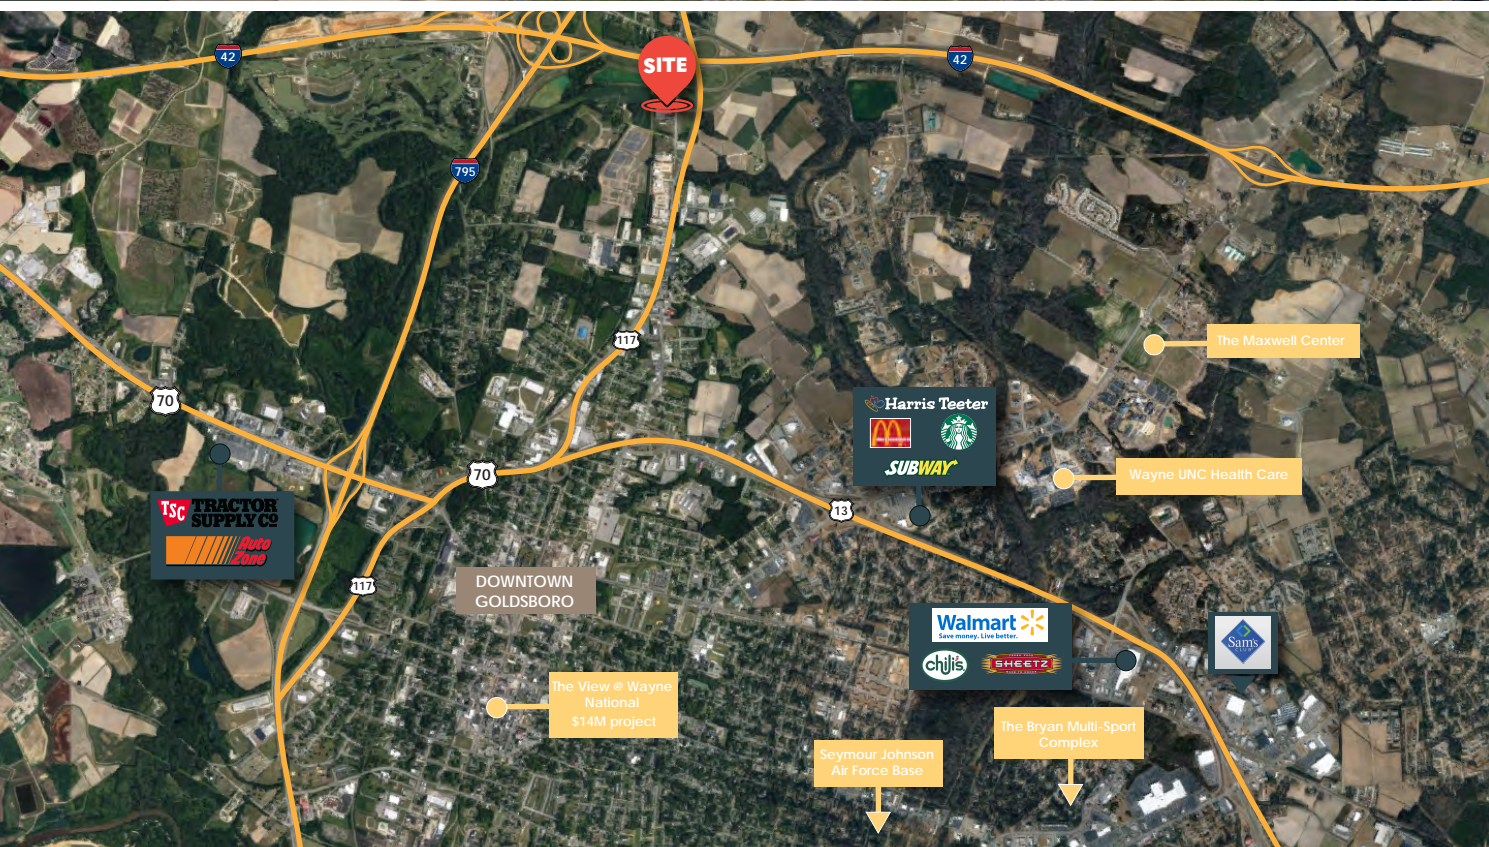 42
SITE
42
795
117
The Maxwell Center
70
Harris Teeter
SUBWAY
70
Wayne UNC Health Care
TSC TRACTOR
SUPPLY CO
13
Auto
Zone
117
DOWNTOWN
GOLDSBORO
Walmart
Save money. Live better.
chili's
SHEETZ
Sam's
CLUB
The View @ Wayne
National
$14M project
The Bryan Multi-Sport
Complex
Seymour Johnson
Air Force Base